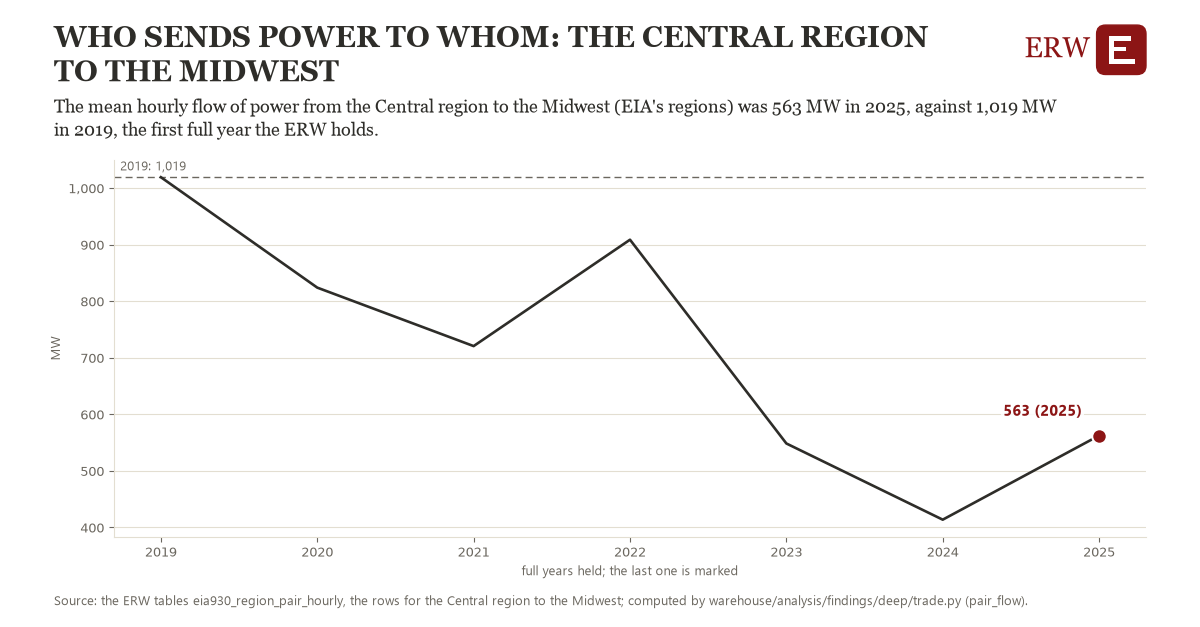 WHO SENDS POWER TO WHOM: THE CENTRAL REGION
TO THE MIDWEST
ERW E
The mean hourly flow of power from the Central region to the Midwest (EIA's regions) was 563 MW in 2025, against 1,019 MW
in 2019, the first full year the ERW holds.
2019: 1,019
1,000
900
800
700
600
500
400
MW
563 (2025)
2019 2020 2021 2022 2023 2024 2025
full years held; the last one is marked
Source: the ERW tables eia930_region_pair_hourly, the rows for the Central region to the Midwest; computed by warehouse/analysis/findings/deep/trade.py (pair_flow).